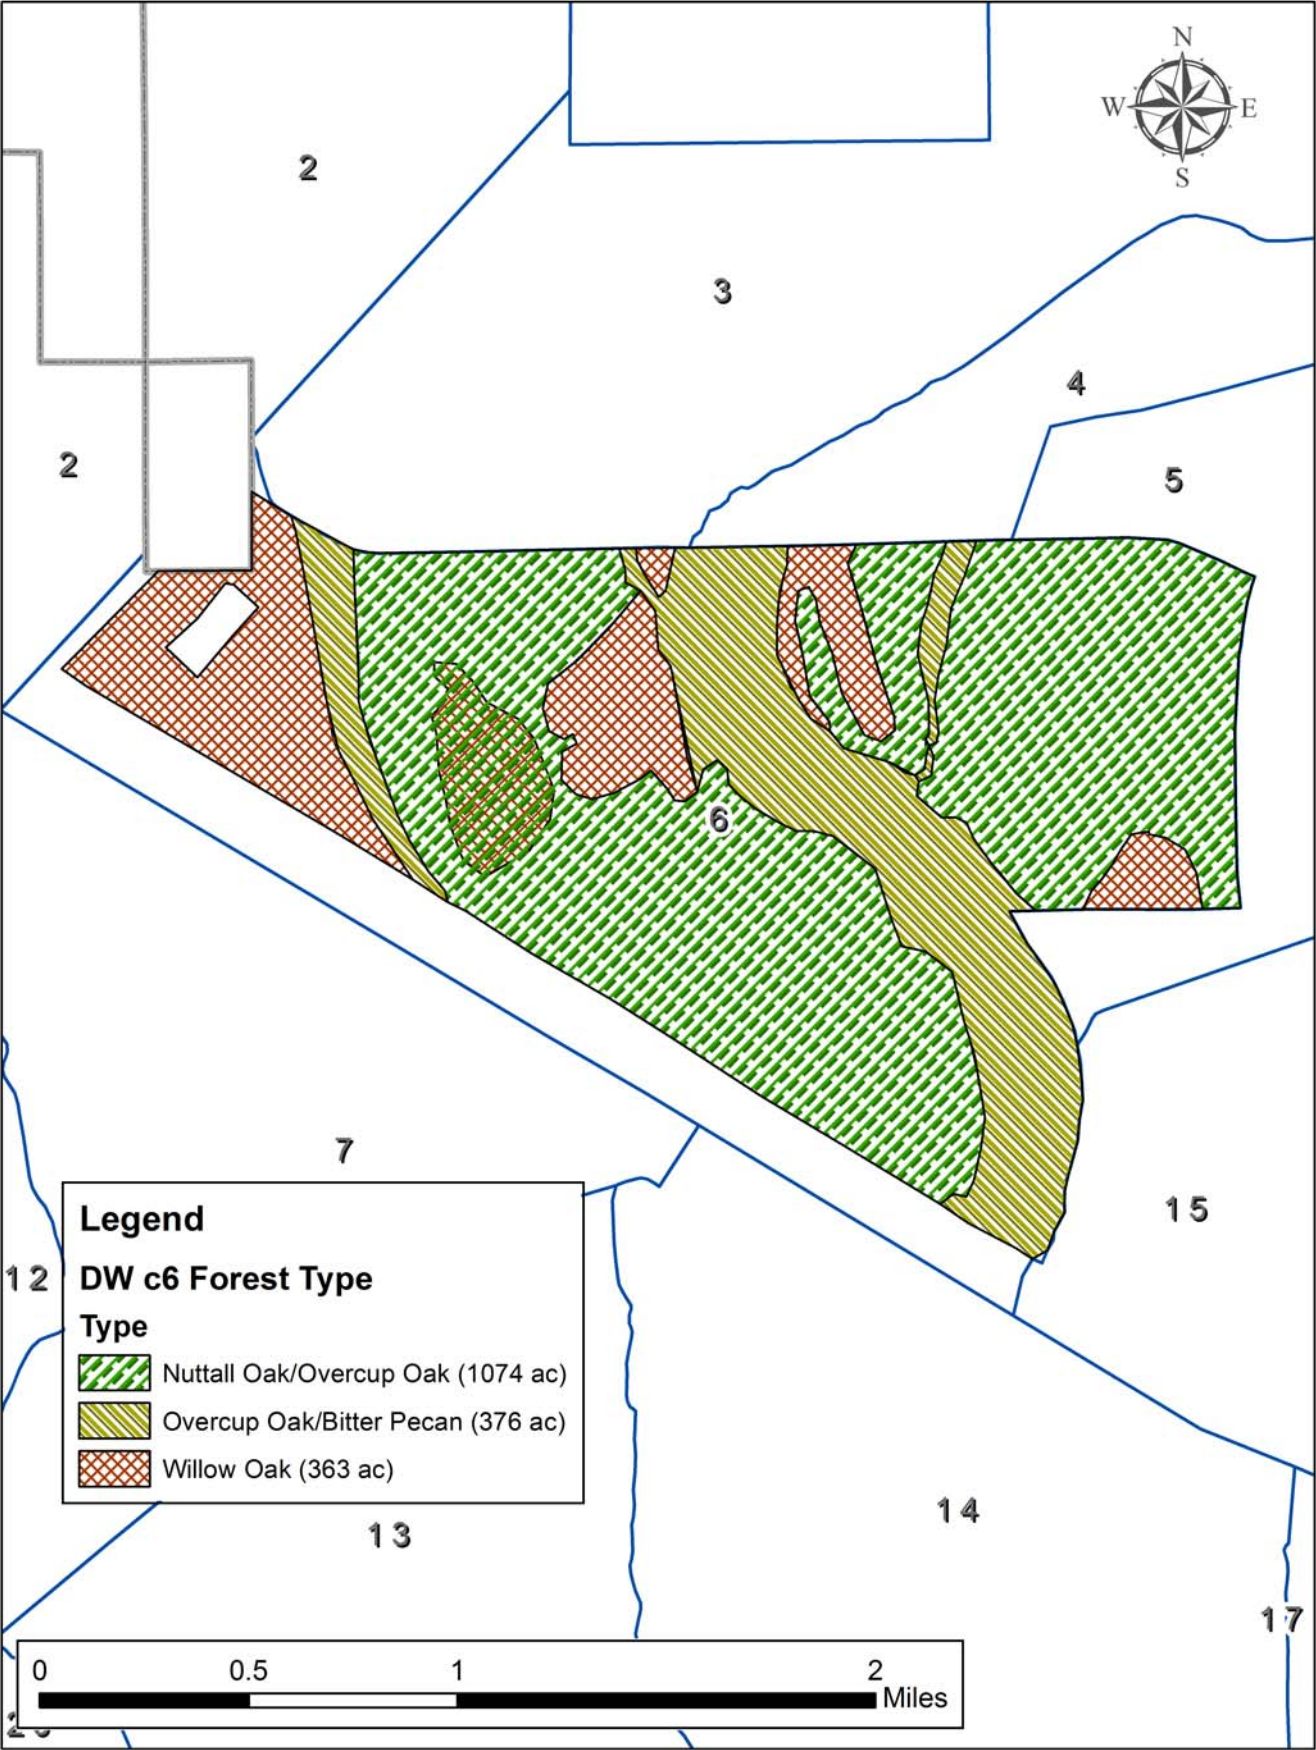 N
W E
S
2
3
4
2
5
6
7
15
12
Legend
DW c6 Forest Type
Type
Nuttall Oak/Overcup Oak (1074 ac)
Overcup Oak/Bitter Pecan (376 ac)
Willow Oak (363 ac)
14
13
17
0 0.5 1 2
Miles